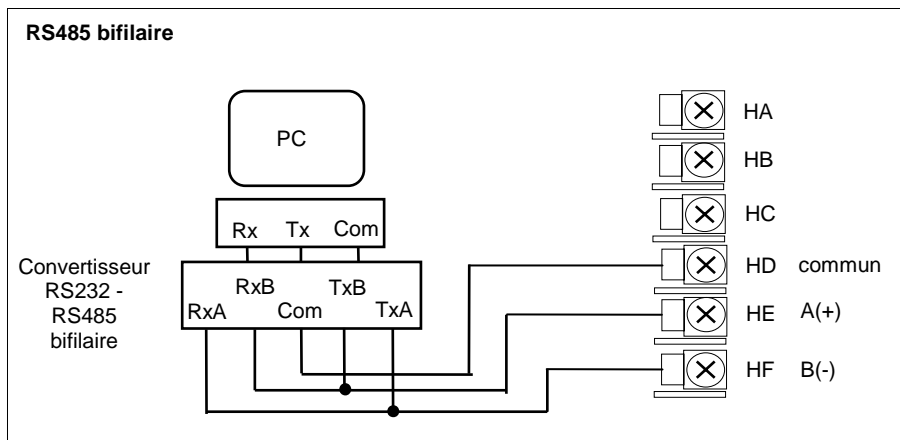 RS485 bifilaire
PC
Rx Tx Com
Convertisseur
RS232 -
RS485
bifilaire
RxB TxB
RxA Com TxA
HA
HB
HC
HD commun
HE A(+)
HF B(-)